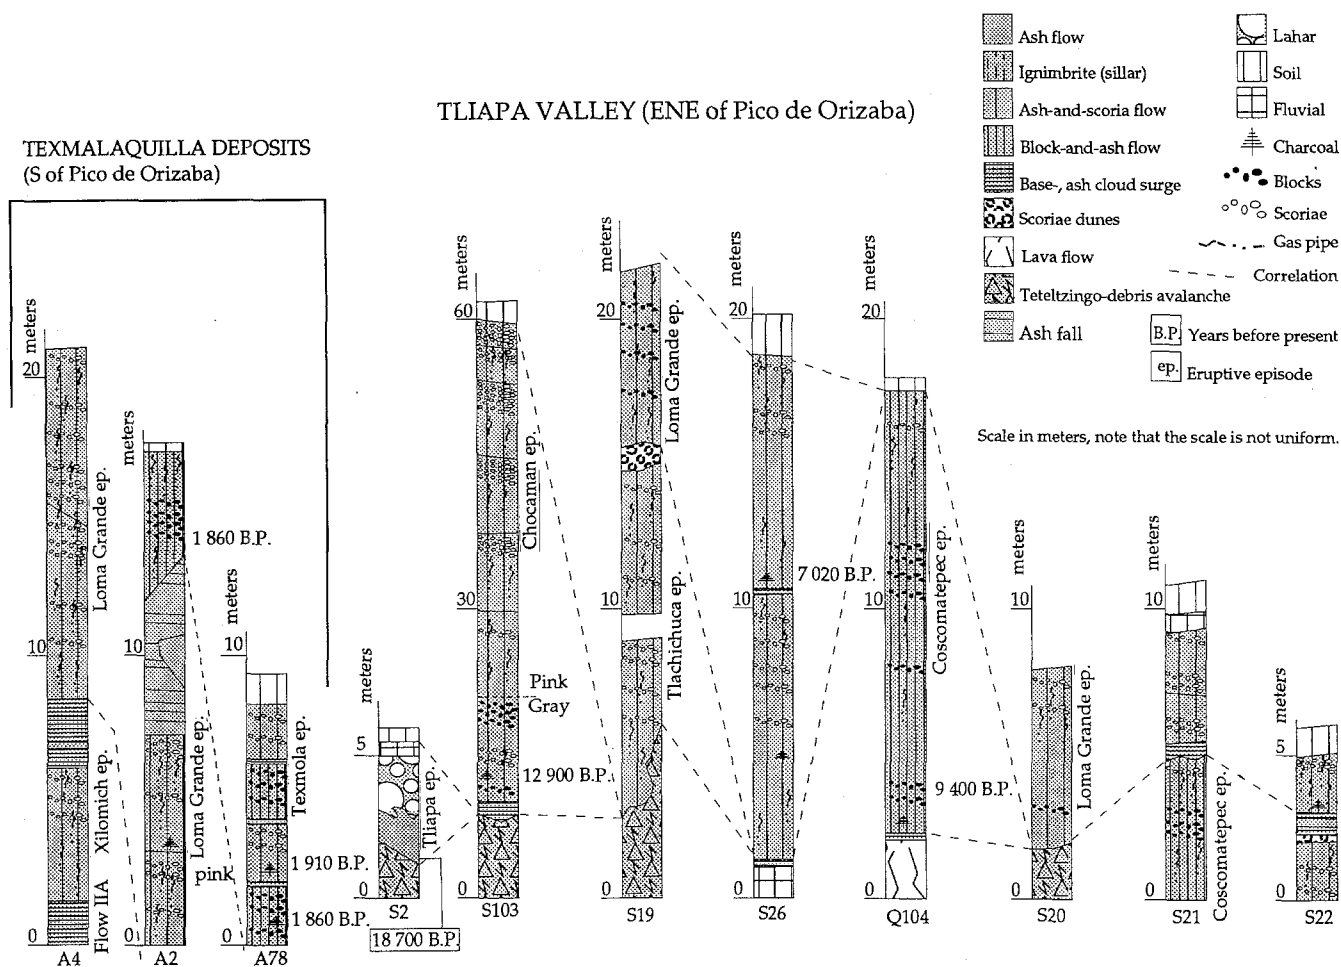 TLIAPA VALLEY (ENE of Pico de Orizaba)
TEXMALAQUILLA DEPOSITS
(S of Pico de Orizaba)
Ash flow
Ignimbrite (sillar)
Ash-and-scoria flow
Block-and-ash flow
Base-, ash cloud surge
Scoriae dunes
Lava flow
Teteltzingo-debris avalanche
Ash fall
Lahar
Soil
Fluvial
Charcoal
Blocks
Scoriae
Gas pipe
Correlation
B.P. Years before present
ep. Eruptive episode
Scale in meters, note that the scale is not uniform.
meters
20
10
0
Loma Grande ep.
Xilomich ep.
Flow IIA
A4
meters
10
0
1 860 B.P.
Loma Grande ep.
pink
A2
meters
10
0
Texmola ep.
1 910 B.P.
1 860 B.P.
A78
meters
5
0
Tliapa ep.
S2
18 700 B.P.
meters
60
30
0
Chocaman ep.
Pink
Gray
12 900 B.P.
S103
meters
20
10
0
Loma Grande ep.
Tlachichuca ep.
S19
meters
20
10
0
7 020 B.P.
S26
meters
20
10
0
Coscomatepec ep.
9 400 B.P.
Q104
meters
10
0
Loma Grande ep.
S20
meters
10
0
Coscomatepec ep.
S21
meters
5
0
S22